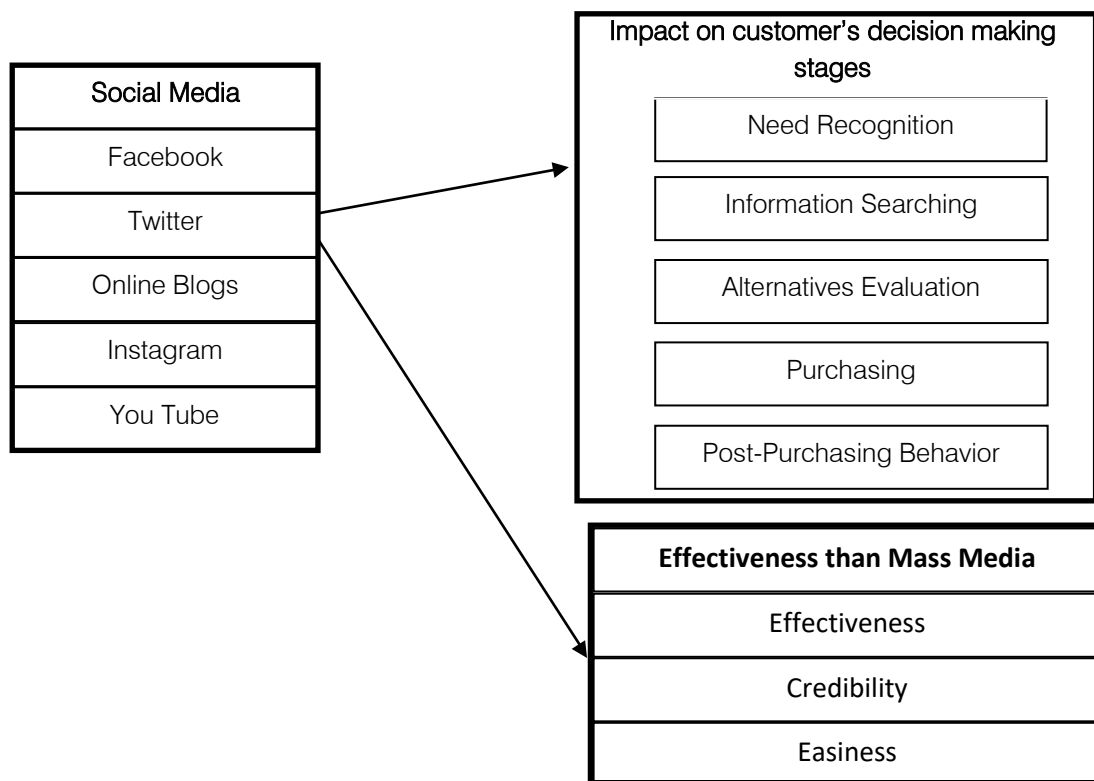 Social Media
Facebook
Twitter
Online Blogs
Instagram
You Tube
Impact on customer’s decision making
stages
Need Recognition
Information Searching
Alternatives Evaluation
Purchasing
Post-Purchasing Behavior
Effectiveness than Mass Media
Effectiveness
Credibility
Easiness